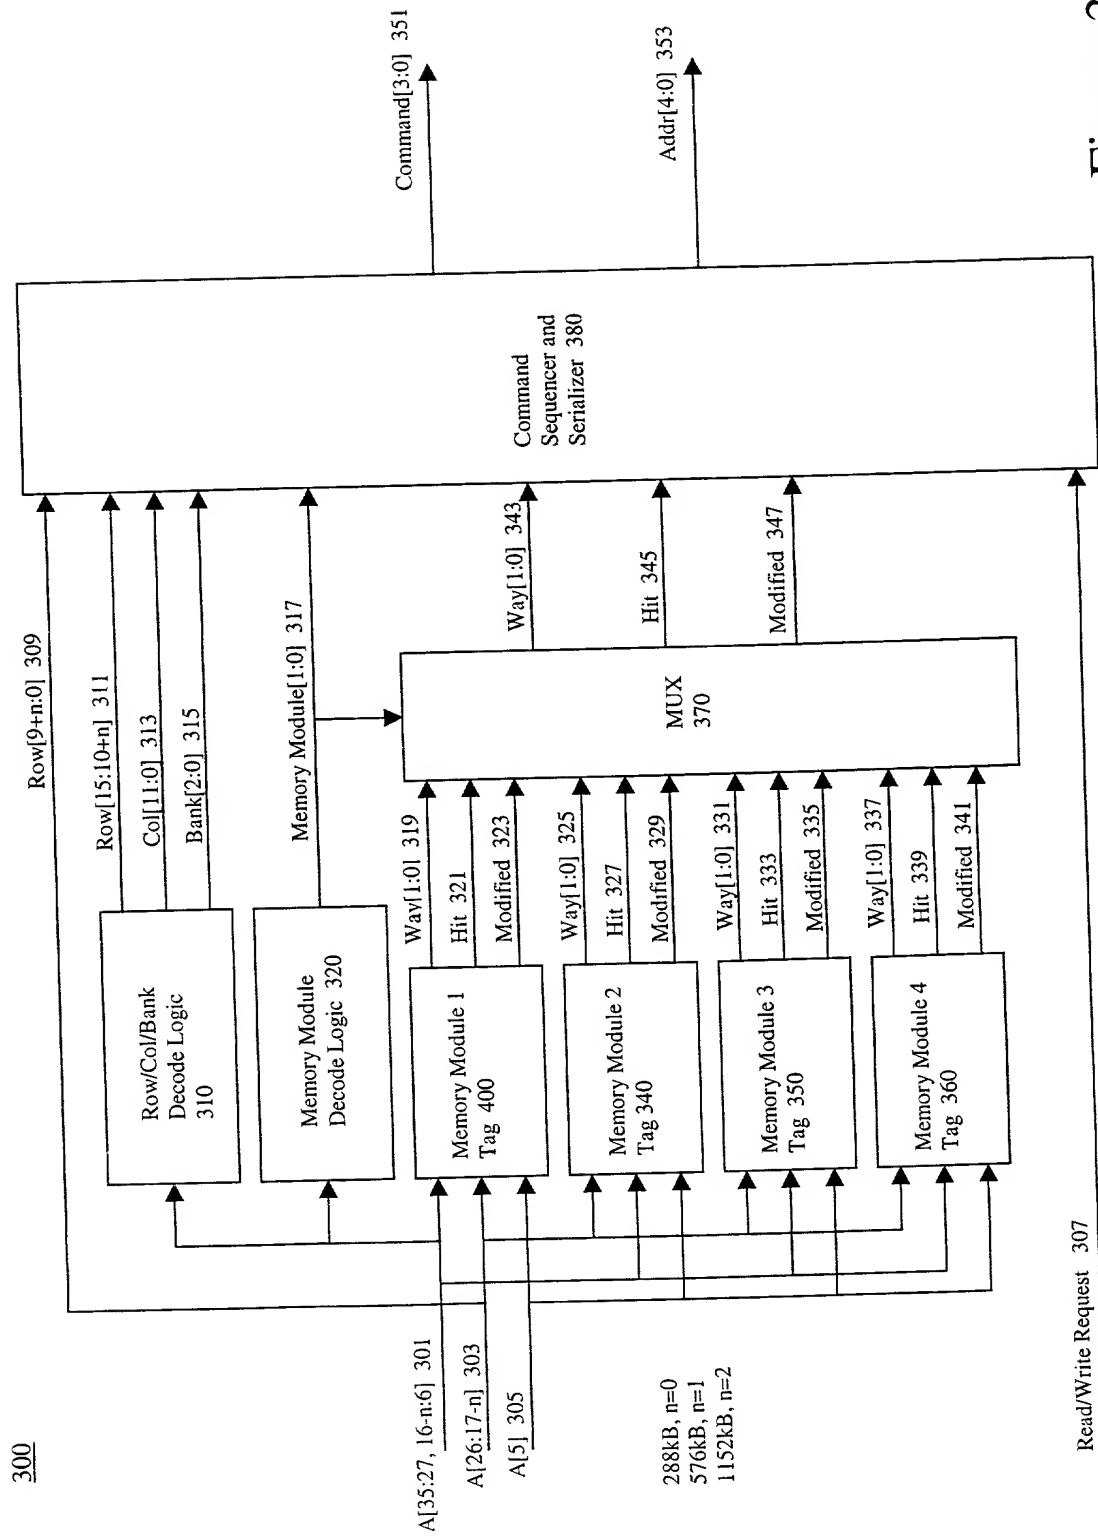 300
A[35:27, 16-n:6] 301
A[26:17-n] 303
A[5] 305
288kB, n=0
576kB, n=1
1152kB, n=2
Read/Write Request 307
Row/Col/Bank
Decode Logic
310
Memory Module
Decode Logic 320
Memory Module 1
Tag 400
Memory Module 2
Tag 340
Memory Module 3
Tag 350
Memory Module 4
Tag 360
Row[9+n:0] 309
Row[15:10+n] 311
Col[11:0] 313
Bank[2:0] 315
Memory Module[1:0] 317
Way[1:0] 319
Hit 321
Modified 323
Way[1:0] 325
Hit 327
Modified 329
Way[1:0] 331
Hit 333
Modified 335
Way[1:0] 337
Hit 339
Modified 341
MUX
370
Way[1:0] 343
Hit 345
Modified 347
Command
Sequencer and
Serializer 380
Command[3:0] 351
Addr[4:0] 353